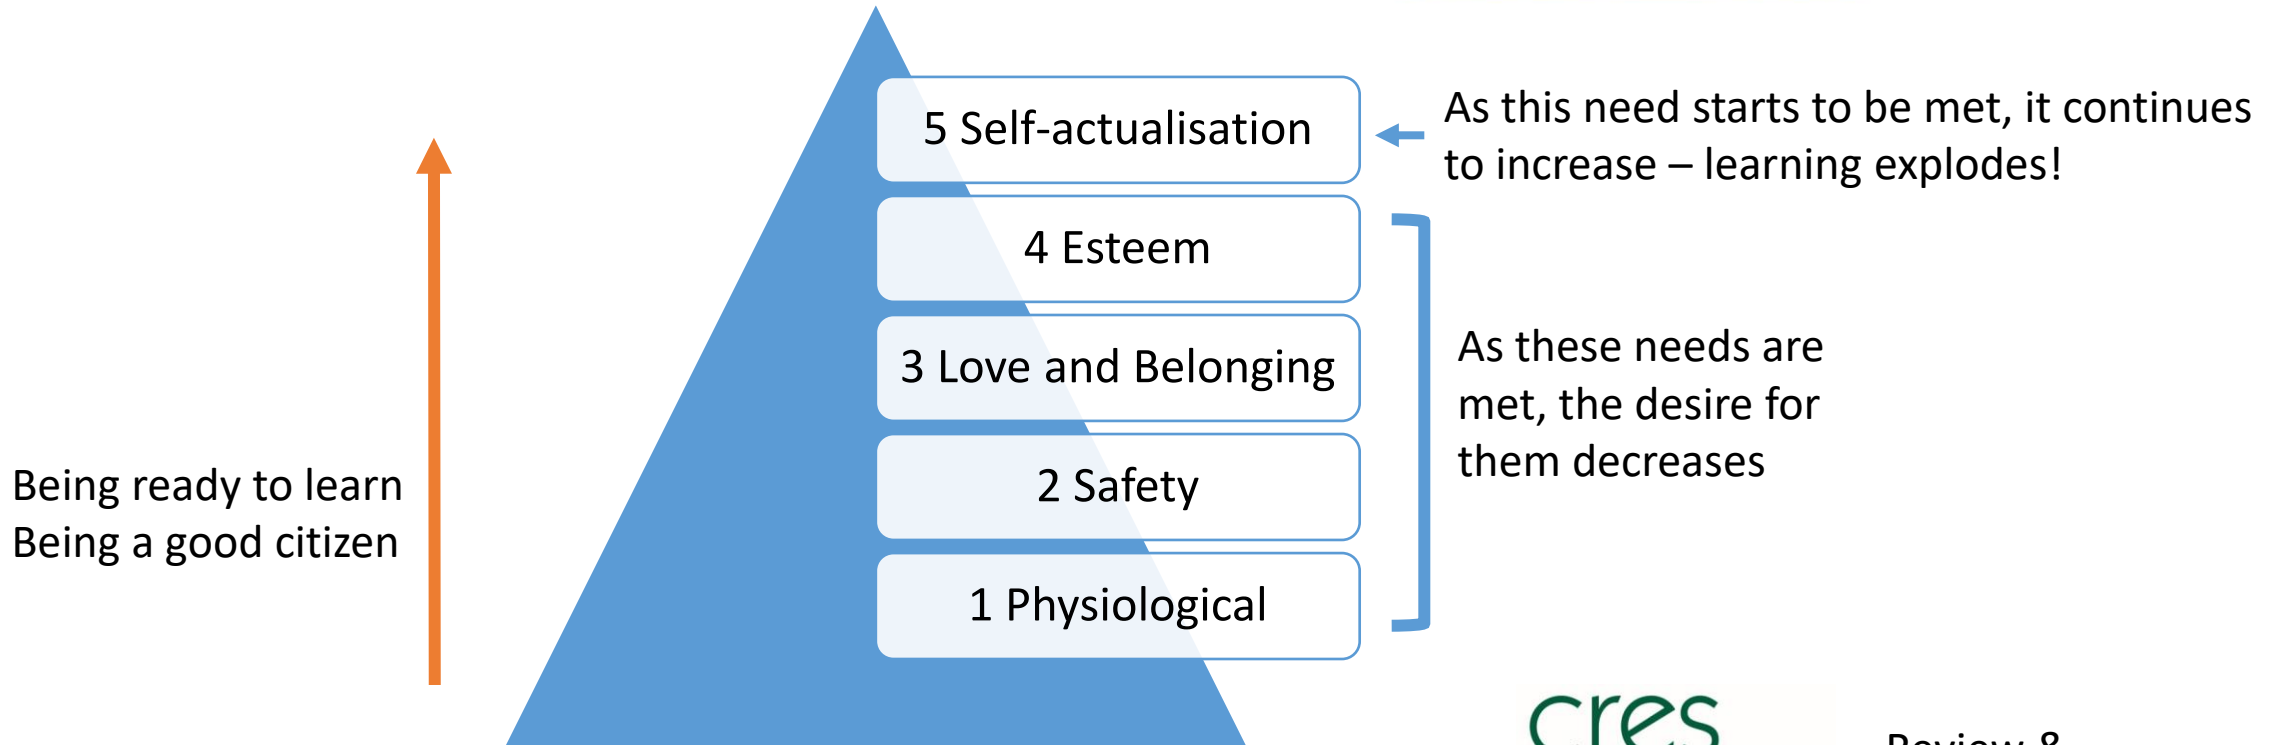 5 Self-actualisation
As this need starts to be met, it continues
to increase – learning explodes!
4 Esteem
3 Love and Belonging
As these needs are
met, the desire for
them decreases
2 Safety
Being ready to learn
Being a good citizen
1 Physiological
cres
Review &